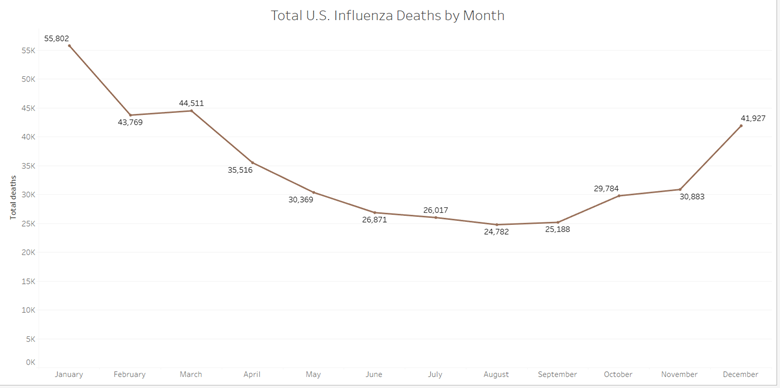 Total U.S. Influenza Deaths by Month
Total deaths
55K
50K
45K
40K
35K
30K
25K
20K
15K
10K
5K
0K
55,802
43,769
44,511
35,516
30,369
26,871
26,017
24,782
25,188
29,784
30,883
41,927
January February March April May June July August September October November December